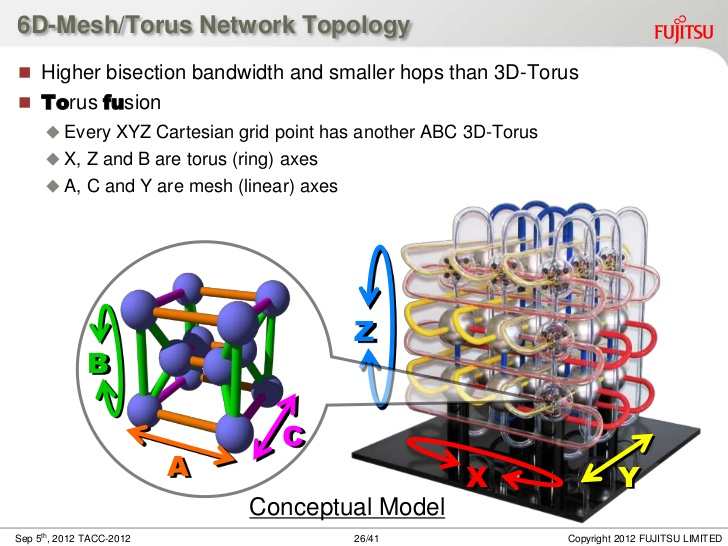 6D-Mesh/Torus Network Topology
FUJITSU
Higher bisection bandwidth and smaller hops than 3D-Torus
Torus fusion
Every XYZ Cartesian grid point has another ABC 3D-Torus
X, Z and B are torus (ring) axes
A, C and Y are mesh (linear) axes
Z
B
C
A
X
Y
Conceptual Model
Sep 5th, 2012 TACC-2012
26/41
Copyright 2012 FUJITSU LIMITED